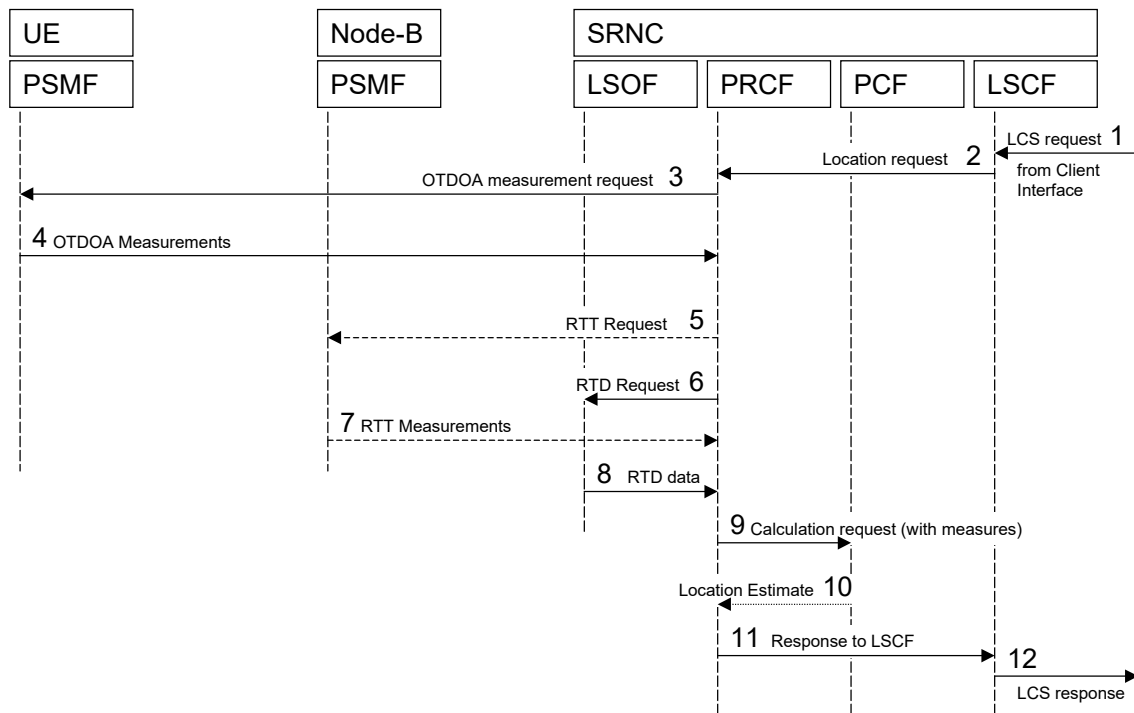 UE
Node-B
SRNC
PSMF
PSMF
LSOF
PRCF
PCF
LSCF
LCS request 1
Location request 2
from Client
Interface
OTDOA measurement request 3
4 OTDOA Measurements
RTT Request 5
RTD Request 6
7 RTT Measurements
8 RTD data
9 Calculation request (with measures)
Location Estimate 10
11 Response to LSCF
12
LCS response